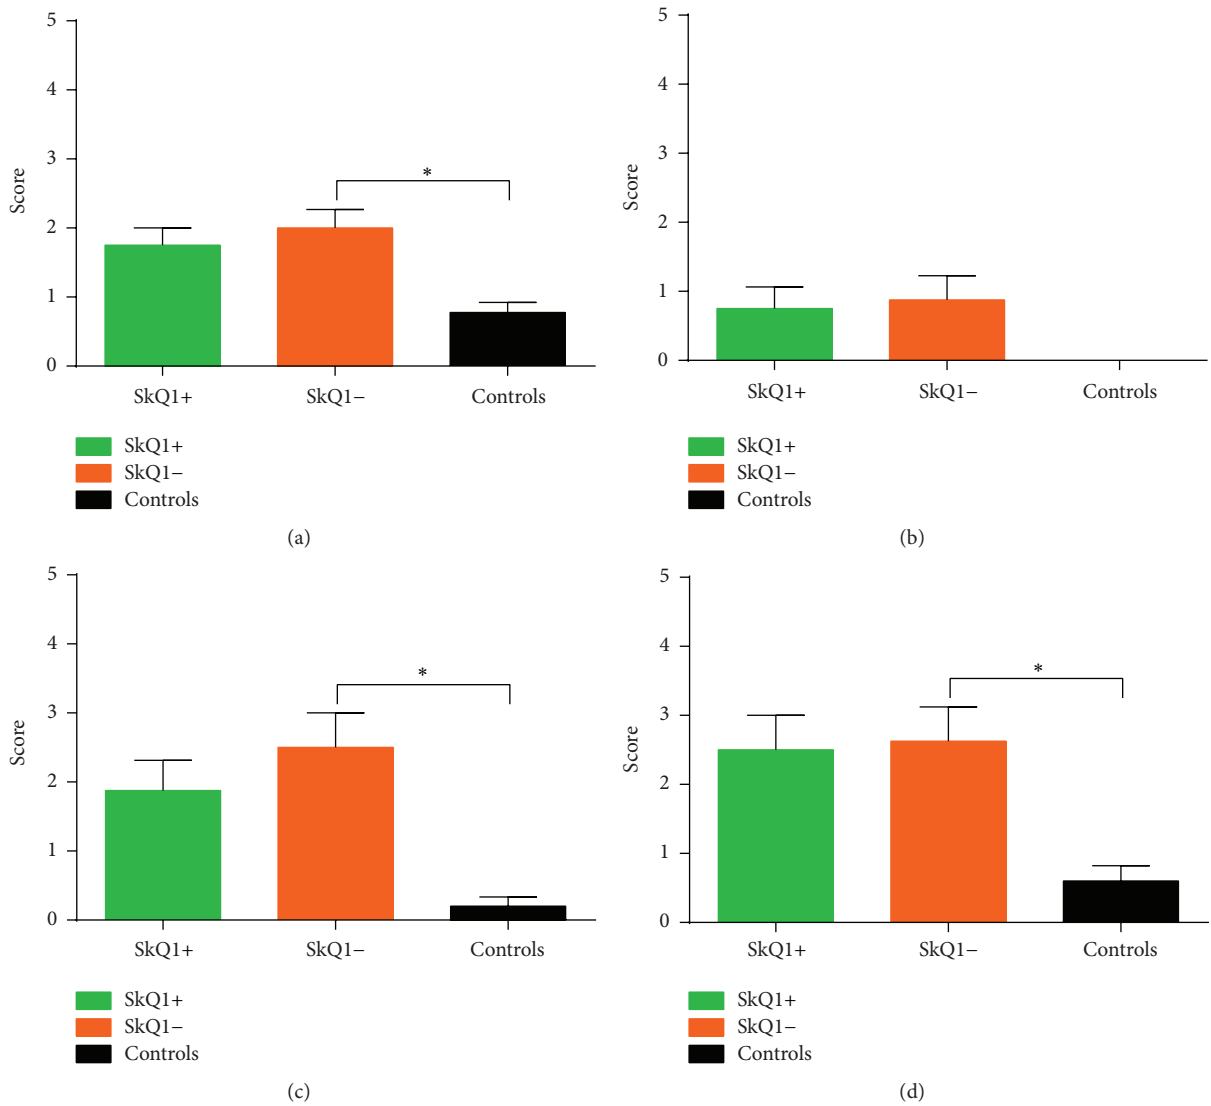 5
4
3
2
1
0
Score
*
SkQ1+ SkQ1− Controls
SkQ1+
SkQ1−
Controls
(a)
5
4
3
2
1
0
Score
SkQ1+ SkQ1− Controls
SkQ1+
SkQ1−
Controls
(b)
5
4
3
2
1
0
Score
*
SkQ1+ SkQ1− Controls
SkQ1+
SkQ1−
Controls
(c)
5
4
3
2
1
0
Score
*
SkQ1+ SkQ1− Controls
SkQ1+
SkQ1−
Controls
(d)